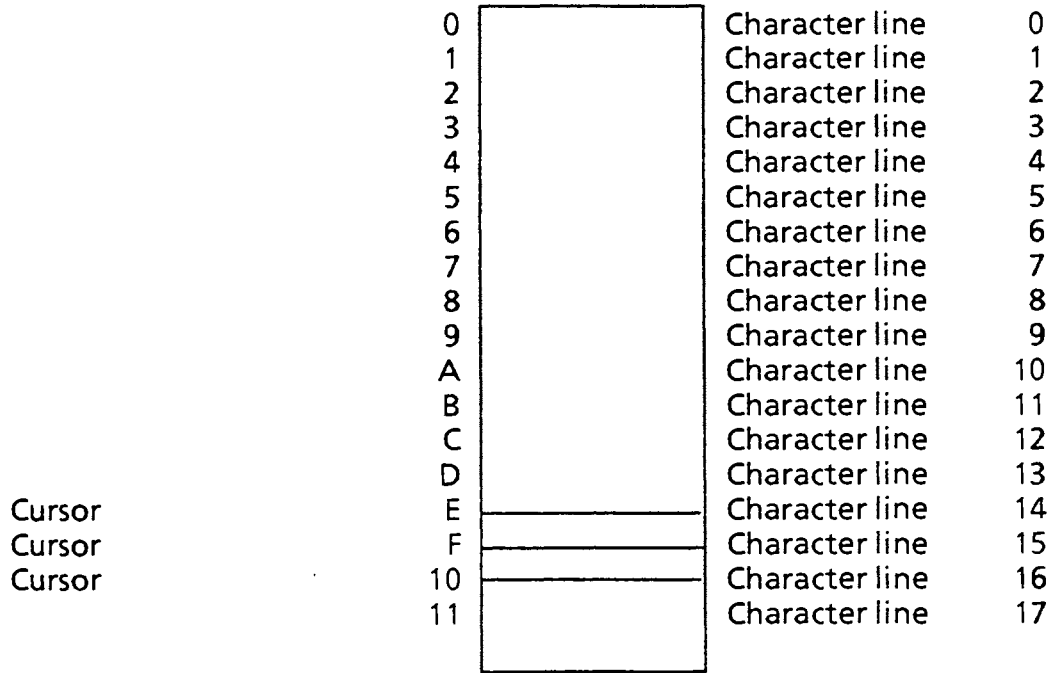 0 Character line 0
1 Character line 1
2 Character line 2
3 Character line 3
4 Character line 4
5 Character line 5
6 Character line 6
7 Character line 7
8 Character line 8
9 Character line 9
A Character line 10
B Character line 11
C Character line 12
D Character line 13
Cursor E Character line 14
Cursor F Character line 15
Cursor 10 Character line 16
11 Character line 17